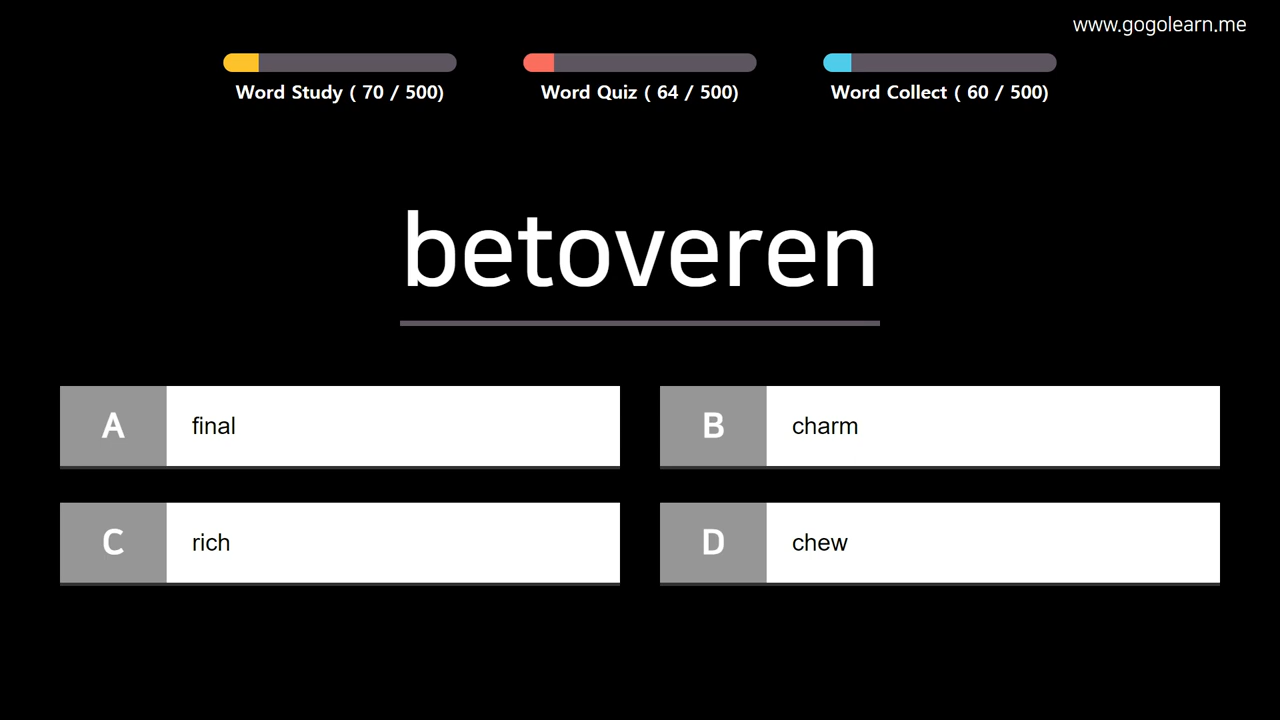 www.gogolearn.me
Word Study ( 70 / 500)
Word Quiz ( 64 / 500)
Word Collect ( 60 / 500)
betoveren
A final
B charm
C rich
D chew